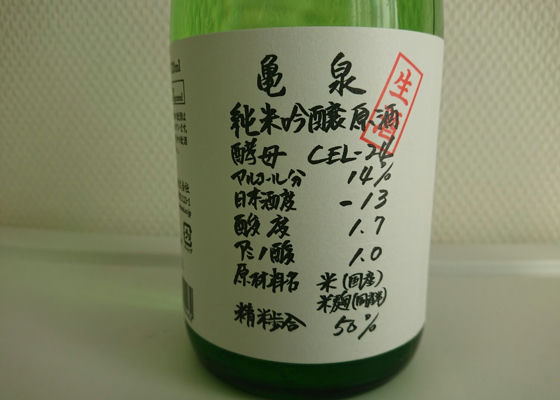 亀泉
純米吟醸原酒
生酒
酵母 CEL-24
アルコール分 14%
日本酒度 -13
酸度 1.7
アミノ酸 1.0
原材料名 米(国産)
米麹(国産米)
精米歩合 50%